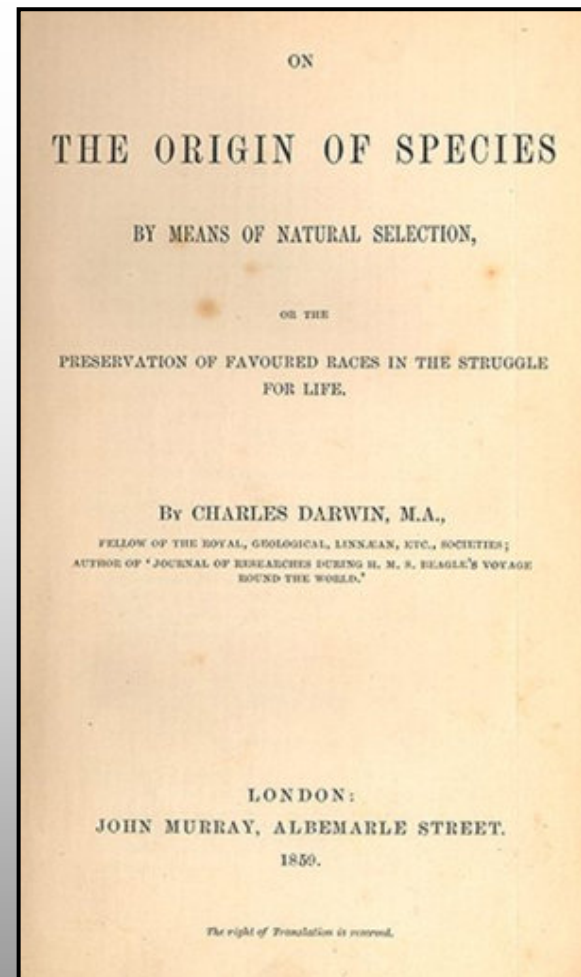 ON
THE ORIGIN OF SPECIES
BY MEANS OF NATURAL SELECTION,
OR THE
PRESERVATION OF FAVOURED RACES IN THE STRUGGLE
FOR LIFE.
By CHARLES DARWIN, M.A.,
FELLOW OF THE ROYAL, GEOLOGICAL, LINNÆAN, ETC., SOCIETIES;
AUTHOR OF 'JOURNAL OF RESEARCHES DURING H. M. S. BEAGLE'S VOYAGE
ROUND THE WORLD.'
LONDON:
JOHN MURRAY, ALBEMARLE STREET.
1859.
The right of Translation is reserved.